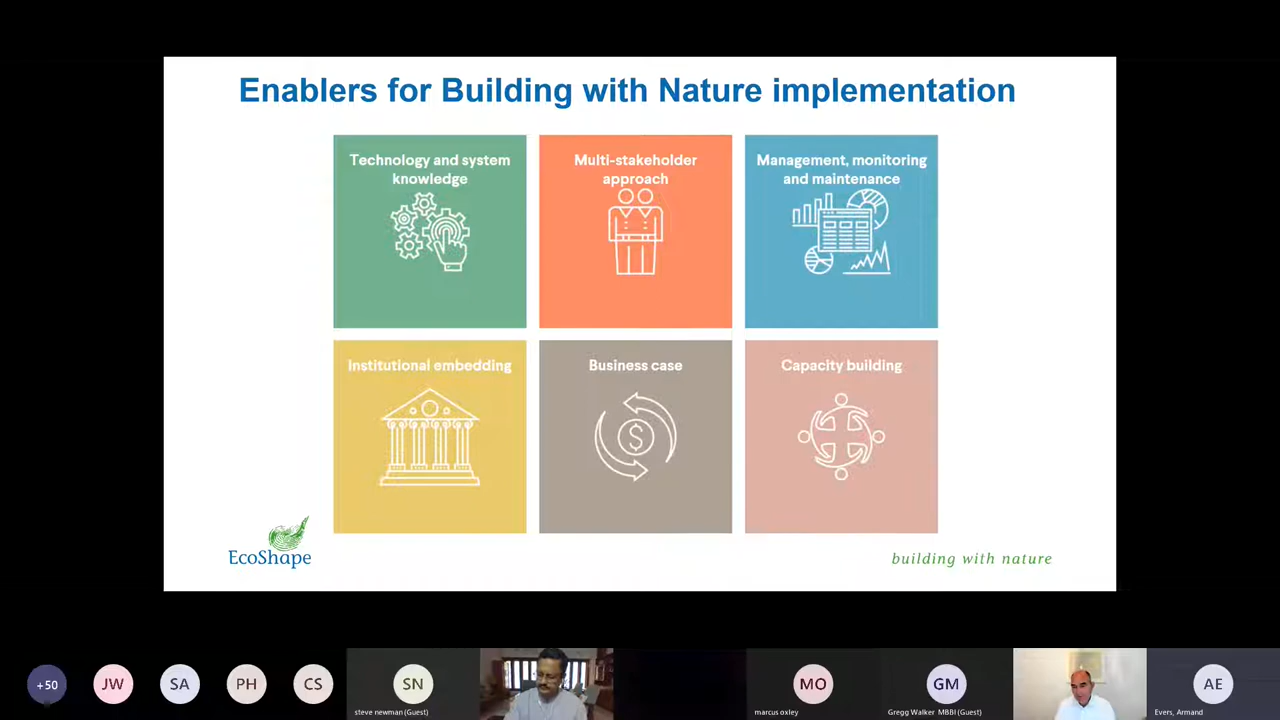 Enablers for Building with Nature implementation
Technology and system
knowledge
Multi-stakeholder
approach
Management, monitoring
and maintenance
Institutional embedding
$
Business case
Capacity building
EcoShape
building with nature
+50
JW
SA
PH
CS
SN
steve newman (Guest)
MO
marcus oxley
GM
Gregg Walker MBBI (Guest)
AE
Evers, Armand